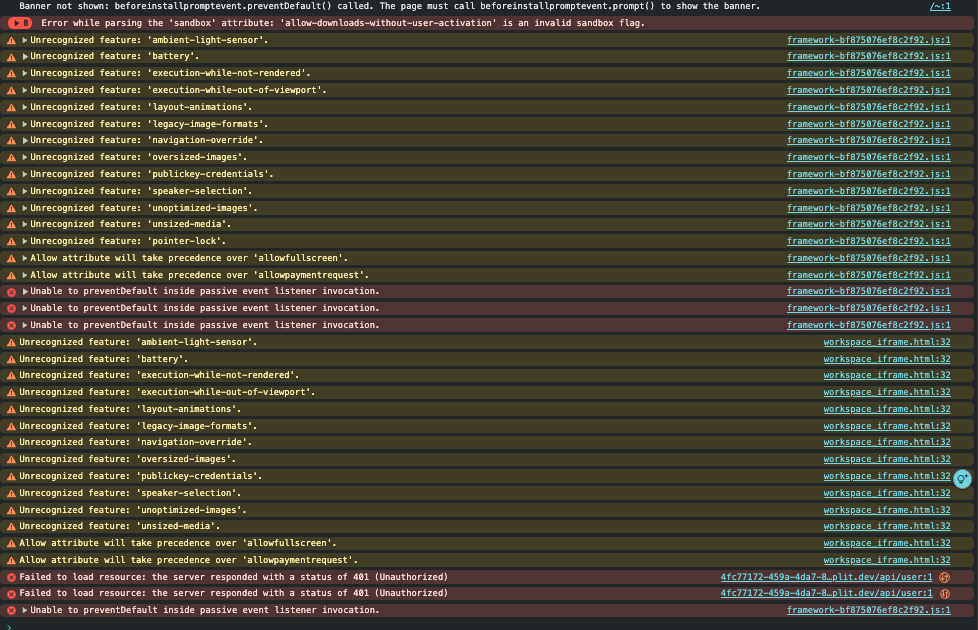 Banner not shown: beforeinstallpromptevent.preventDefault() called. The page must call beforeinstallpromptevent.prompt() to show the banner. /~:1
8 Error while parsing the 'sandbox' attribute: 'allow-downloads-without-user-activation' is an invalid sandbox flag.
Unrecognized feature: 'ambient-light-sensor'. framework-bf875076ef8c2f92.js:1
Unrecognized feature: 'battery'. framework-bf875076ef8c2f92.js:1
Unrecognized feature: 'execution-while-not-rendered'. framework-bf875076ef8c2f92.js:1
Unrecognized feature: 'execution-while-out-of-viewport'. framework-bf875076ef8c2f92.js:1
Unrecognized feature: 'layout-animations'. framework-bf875076ef8c2f92.js:1
Unrecognized feature: 'legacy-image-formats'. framework-bf875076ef8c2f92.js:1
Unrecognized feature: 'navigation-override'. framework-bf875076ef8c2f92.js:1
Unrecognized feature: 'oversized-images'. framework-bf875076ef8c2f92.js:1
Unrecognized feature: 'publickey-credentials'. framework-bf875076ef8c2f92.js:1
Unrecognized feature: 'speaker-selection'. framework-bf875076ef8c2f92.js:1
Unrecognized feature: 'unoptimized-images'. framework-bf875076ef8c2f92.js:1
Unrecognized feature: 'unsized-media'. framework-bf875076ef8c2f92.js:1
Unrecognized feature: 'pointer-lock'. framework-bf875076ef8c2f92.js:1
Allow attribute will take precedence over 'allowfullscreen'. framework-bf875076ef8c2f92.js:1
Allow attribute will take precedence over 'allowpaymentrequest'. framework-bf875076ef8c2f92.js:1
Unable to preventDefault inside passive event listener invocation. framework-bf875076ef8c2f92.js:1
Unable to preventDefault inside passive event listener invocation. framework-bf875076ef8c2f92.js:1
Unable to preventDefault inside passive event listener invocation. framework-bf875076ef8c2f92.js:1
Unrecognized feature: 'ambient-light-sensor'. workspace_iframe.html:32
Unrecognized feature: 'battery'. workspace_iframe.html:32
Unrecognized feature: 'execution-while-not-rendered'. workspace_iframe.html:32
Unrecognized feature: 'execution-while-out-of-viewport'. workspace_iframe.html:32
Unrecognized feature: 'layout-animations'. workspace_iframe.html:32
Unrecognized feature: 'legacy-image-formats'. workspace_iframe.html:32
Unrecognized feature: 'navigation-override'. workspace_iframe.html:32
Unrecognized feature: 'oversized-images'. workspace_iframe.html:32
Unrecognized feature: 'publickey-credentials'. workspace_iframe.html:32
Unrecognized feature: 'speaker-selection'. workspace_iframe.html:32
Unrecognized feature: 'unoptimized-images'. workspace_iframe.html:32
Unrecognized feature: 'unsized-media'. workspace_iframe.html:32
Allow attribute will take precedence over 'allowfullscreen'. workspace_iframe.html:32
Allow attribute will take precedence over 'allowpaymentrequest'. workspace_iframe.html:32
Failed to load resource: the server responded with a status of 401 (Unauthorized) 4fc77172-459a-4da7-8…plit.dev/api/user:1
Failed to load resource: the server responded with a status of 401 (Unauthorized) 4fc77172-459a-4da7-8…plit.dev/api/user:1
Unable to preventDefault inside passive event listener invocation. framework-bf875076ef8c2f92.js:1